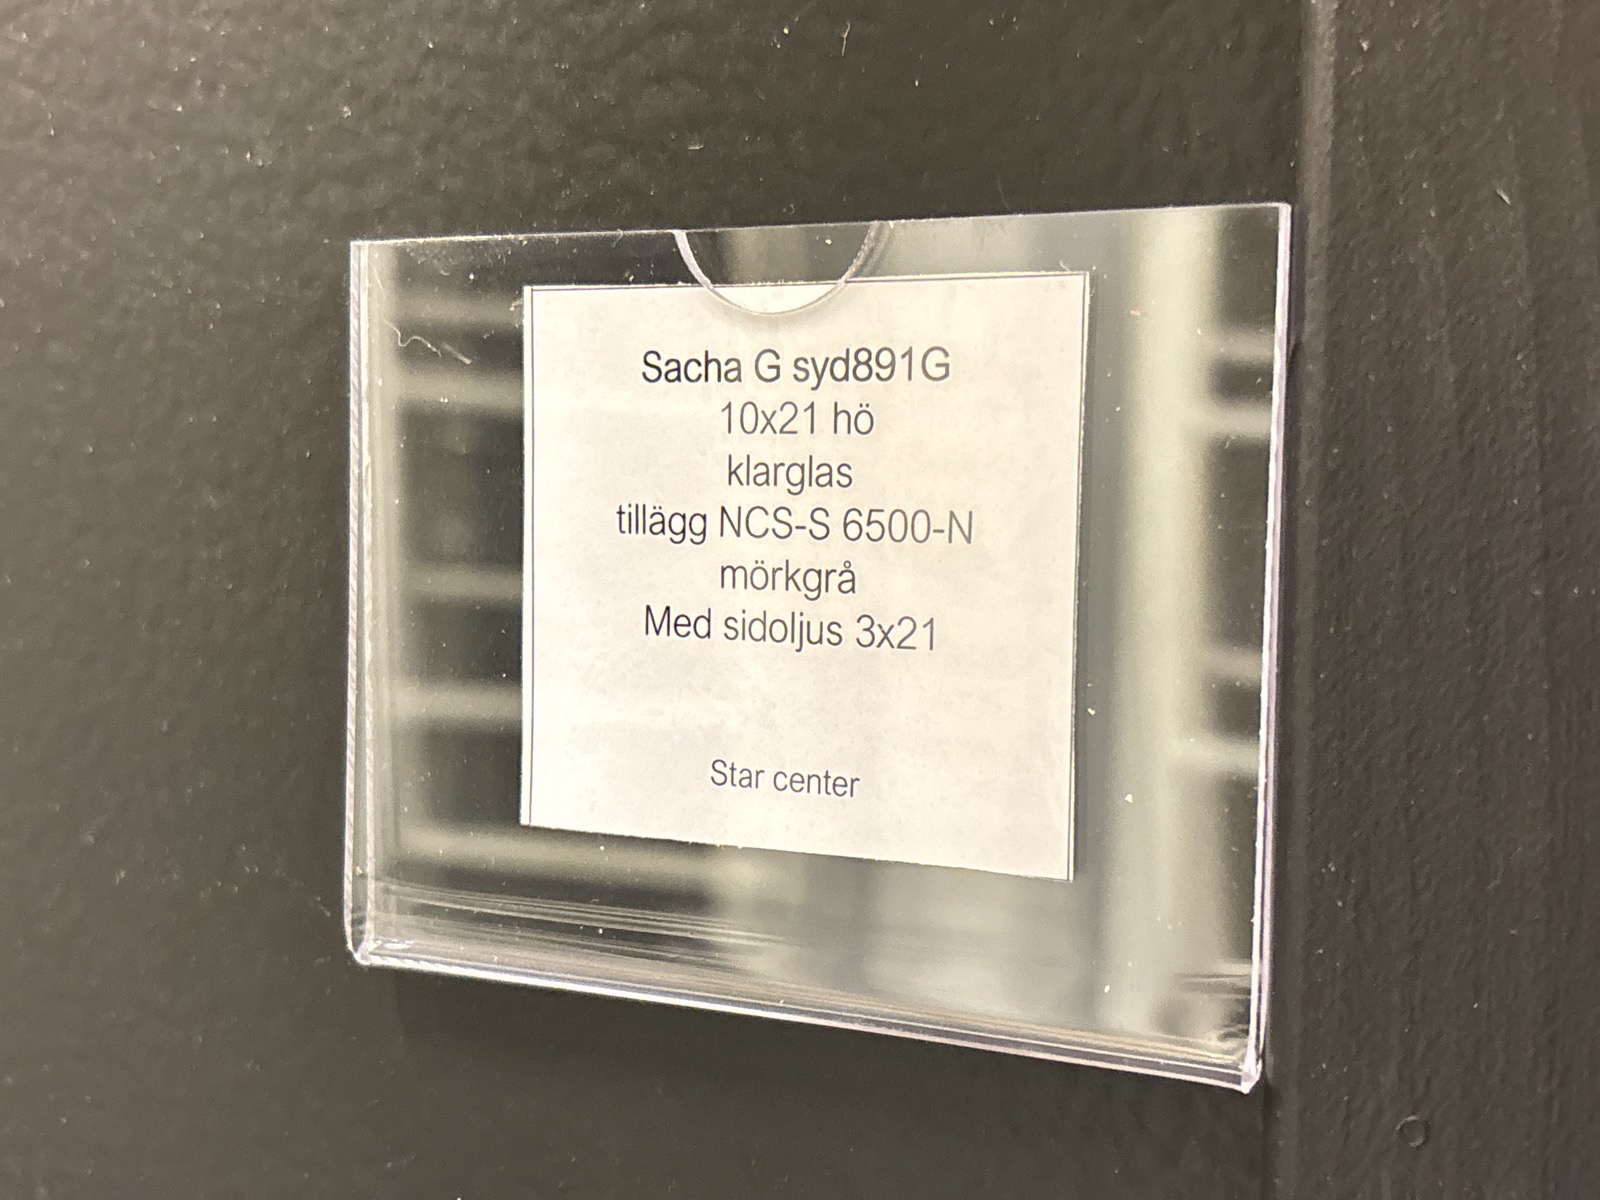 Sacha G syd891G
10x21 hö
klarglas
tillägg NCS-S 6500-N
mörkgrå
Med sidoljus 3x21
Star center